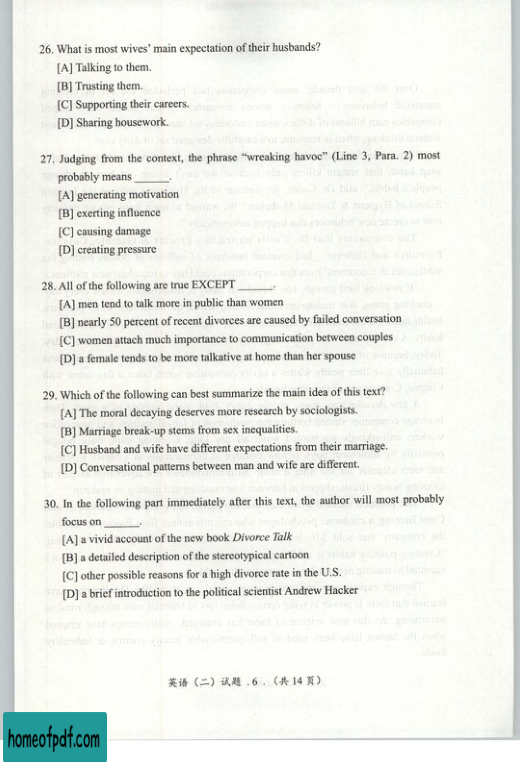 26. What is most wives' main expectation of their husbands?
[A] Talking to them.
[B] Trusting them.
[C] Supporting their careers.
[D] Sharing housework.
27. Judging from the context, the phrase "wreaking havoc" (Line 3, Para. 2) most
probably means ______.
[A] generating motivation
[B] exerting influence
[C] causing damage
[D] creating pressure
28. All of the following are true EXCEPT ______.
[A] men tend to talk more in public than women
[B] nearly 50 percent of recent divorces are caused by failed conversation
[C] women attach much importance to communication between couples
[D] a female tends to be more talkative at home than her spouse
29. Which of the following can best summarize the main idea of this text?
[A] The moral decaying deserves more research by sociologists.
[B] Marriage break-up stems from sex inequalities.
[C] Husband and wife have different expectations from their marriage.
[D] Conversational patterns between man and wife are different.
30. In the following part immediately after this text, the author will most probably
focus on ______.
[A] a vivid account of the new book Divorce Talk
[B] a detailed description of the stereotypical cartoon
[C] other possible reasons for a high divorce rate in the U.S.
[D] a brief introduction to the political scientist Andrew Hacker
英语（二）试题 . 6 .（共 14 页）
homeofpdf.com